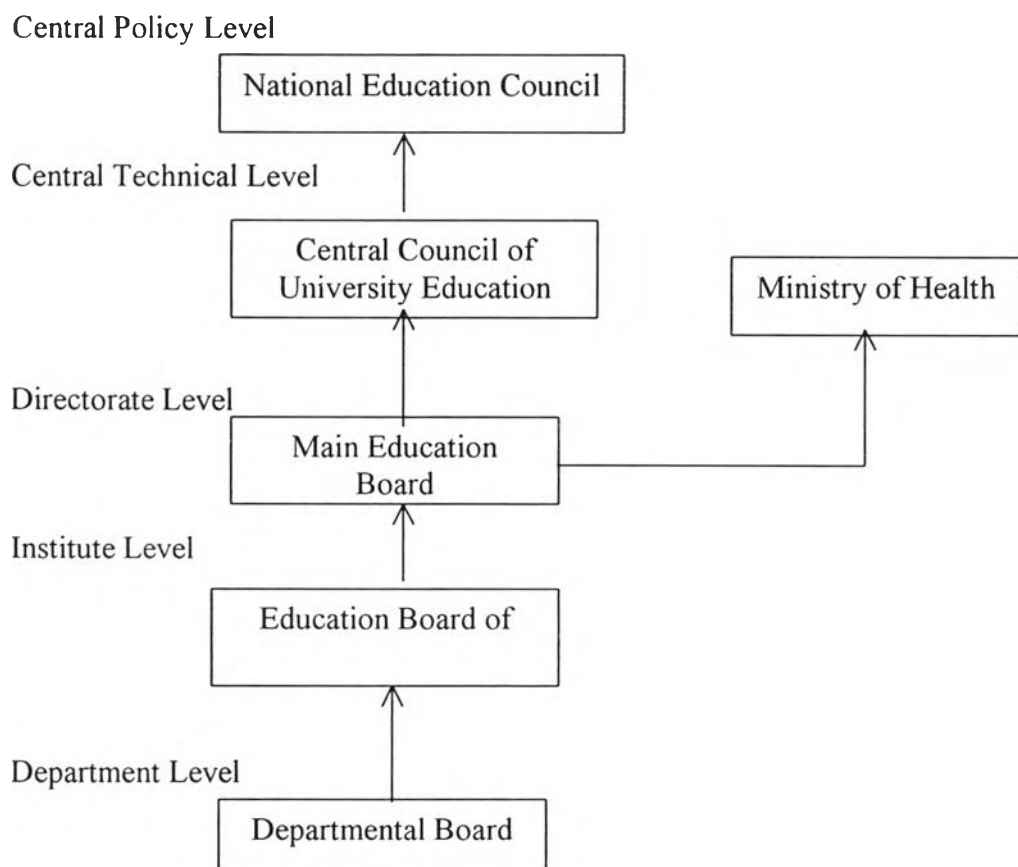 Central Policy Level
National Education Council
Central Technical Level
Central Council of
University Education
Ministry of Health
Directorate Level
Main Education
Board
Institute Level
Education Board of
Department Level
Departmental Board